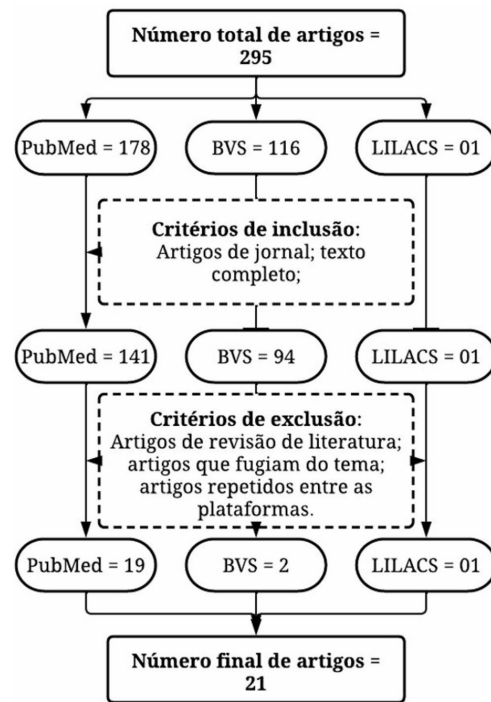 Número total de artigos =
295
PubMed = 178
BVS = 116
LILACS = 01
Critérios de inclusão:
Artigos de jornal; texto
completo;
PubMed = 141
BVS = 94
LILACS = 01
Critérios de exclusão:
Artigos de revisão de literatura;
artigos que fugiam do tema;
artigos repetidos entre as
plataformas.
PubMed = 19
BVS = 2
LILACS = 01
Número final de artigos =
21